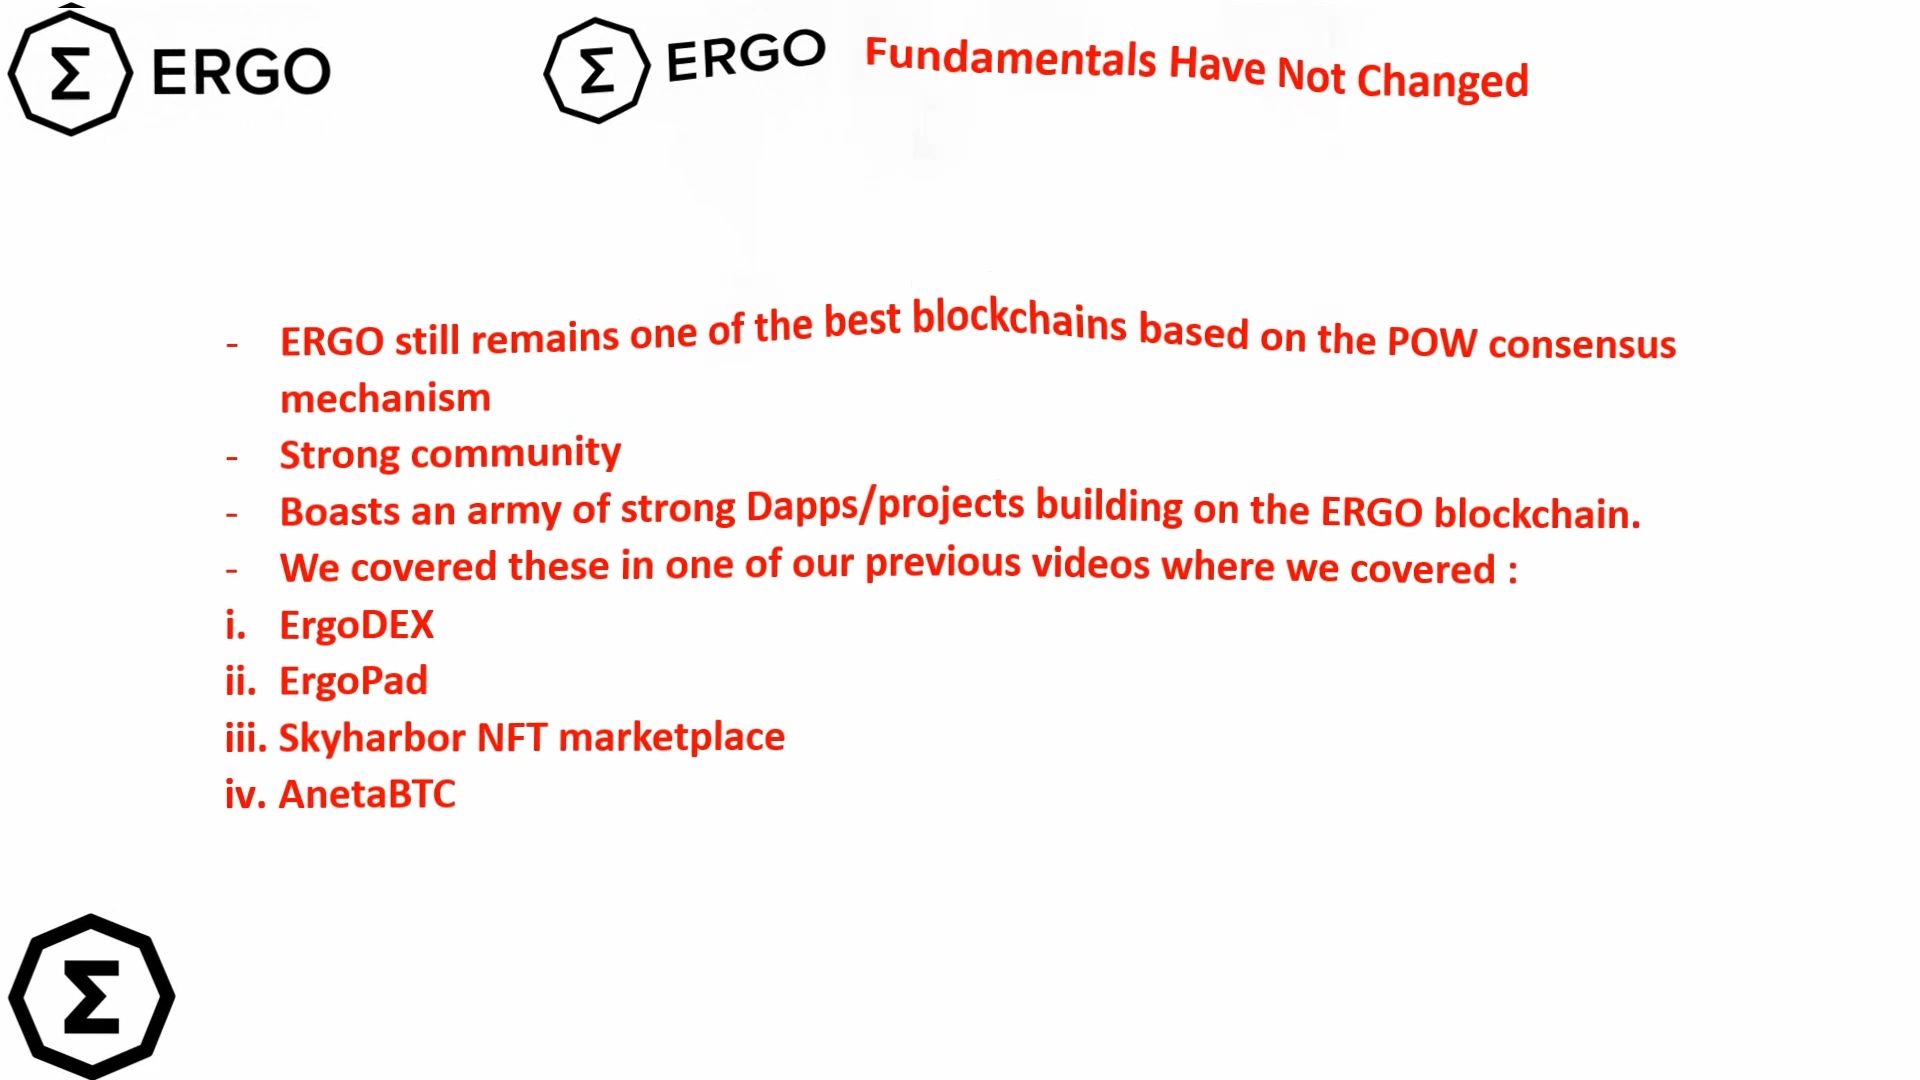 Σ ERGO
Σ ERGO Fundamentals Have Not Changed
- ERGO still remains one of the best blockchains based on the POW consensus
mechanism
- Strong community
- Boasts an army of strong Dapps/projects building on the ERGO blockchain.
- We covered these in one of our previous videos where we covered :
i. ErgoDEX
ii. ErgoPad
iii. Skyharbor NFT marketplace
iv. AnetaBTC
Σ